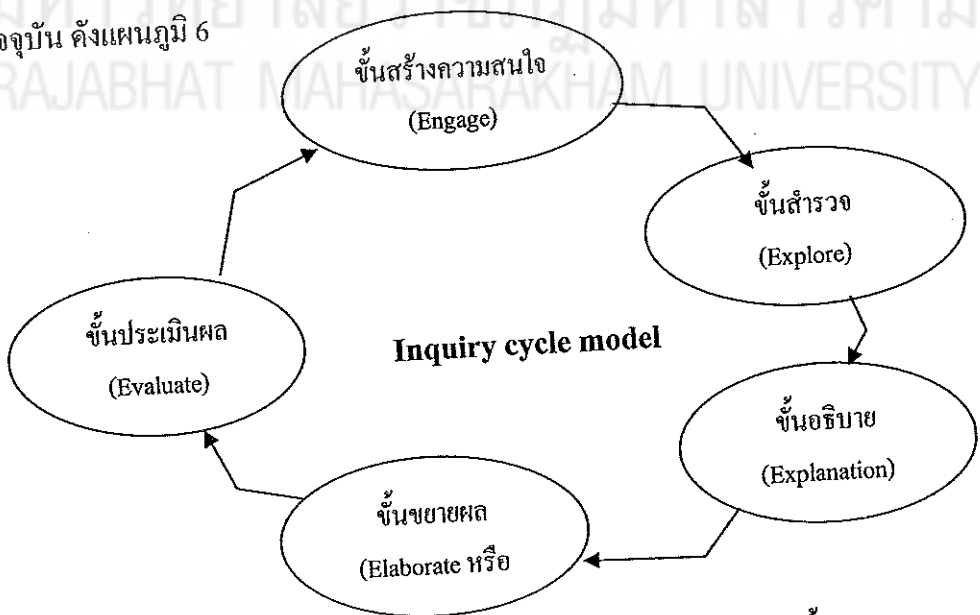 RAJABHAT MAHASARAKHAM UNIVERSITY
จจุบัน ดังแผนภูมิ 6
ขั้นสร้างความสนใจ
(Engage)
ขั้นสำรวจ
(Explore)
ขั้นอธิบาย
(Explanation)
ขั้นขยายผล
(Elaborate หรือ
ขั้นประเมินผล
(Evaluate)
Inquiry cycle model